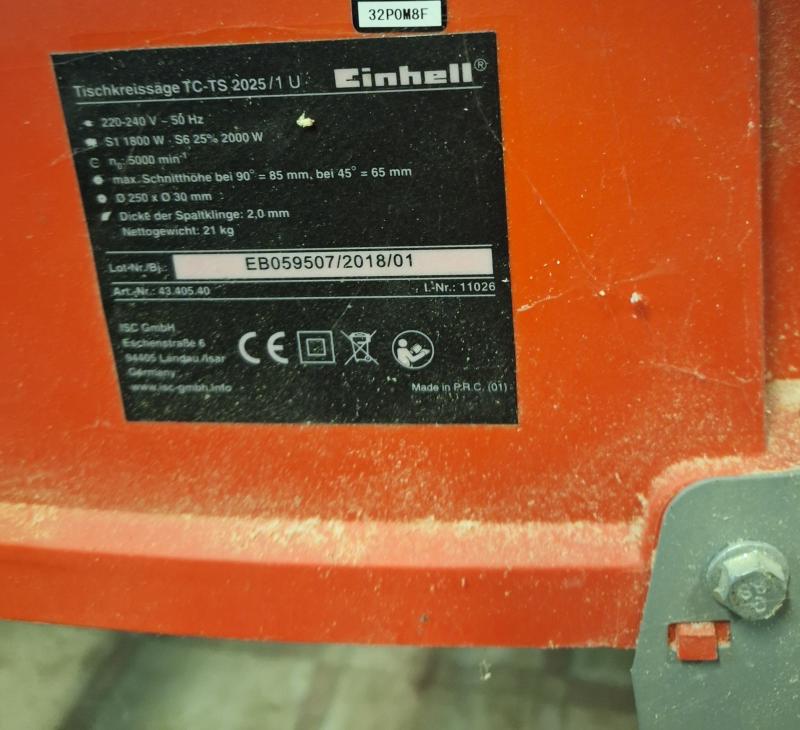 32P0M8F
Tischkreissäge TC-TS 2025/1 U Einhell®
220-240 V ~ 50 Hz
S1 1800 W · S6 25% 2000 W
n₀: 5000 min⁻¹
max. Schnitthöhe bei 90° = 85 mm, bei 45° = 65 mm
Ø 250 x Ø 30 mm
Dicke der Spaltklinge: 2,0 mm
Nettogewicht: 21 kg
Lot-Nr./Bj.: EB059507/2018/01
Art.-Nr.: 43.405.40 I.-Nr.: 11026
ISC GmbH
Eschenstraße 6
94405 Landau/Isar
Germany
www.isc-gmbh.info
CE
Made in P.R.C. (01)